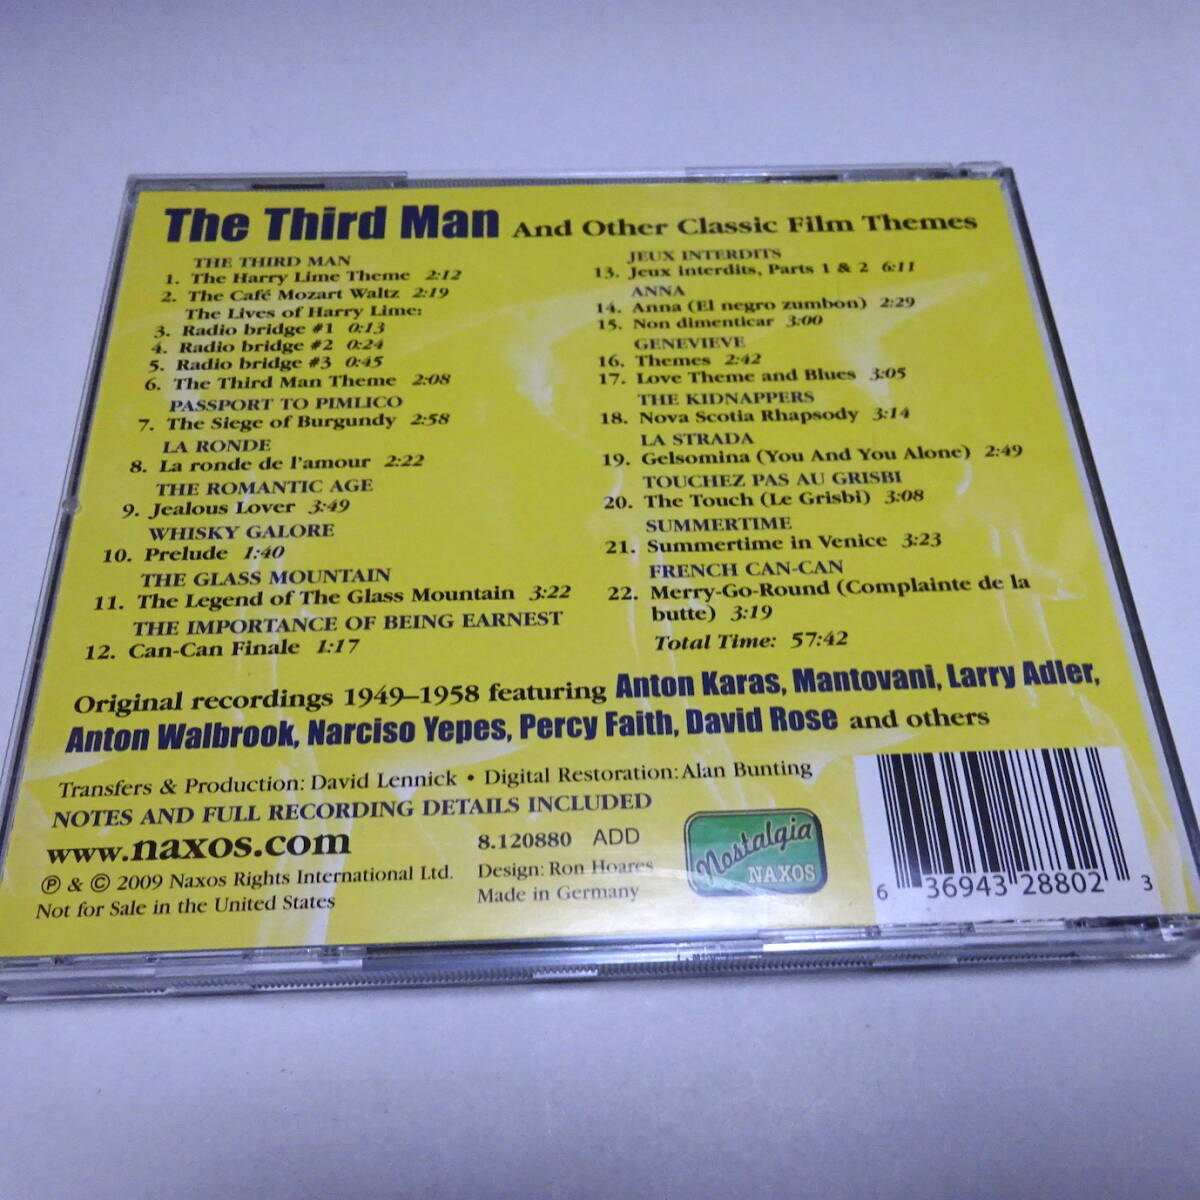 The Third Man And Other Classic Film Themes
THE THIRD MAN
1. The Harry Lime Theme 2:12
2. The Café Mozart Waltz 2:19
The Lives of Harry Lime:
3. Radio bridge #1 0:13
4. Radio bridge #2 0:24
5. Radio bridge #3 0:45
6. The Third Man Theme 2:08
PASSPORT TO PIMLICO
7. The Siege of Burgundy 2:58
LA RONDE
8. La ronde de l'amour 2:22
THE ROMANTIC AGE
9. Jealous Lover 3:49
WHISKY GALORE
10. Prelude 1:40
THE GLASS MOUNTAIN
11. The Legend of The Glass Mountain 3:22
THE IMPORTANCE OF BEING EARNEST
12. Can-Can Finale 1:17
JEUX INTERDITS
13. Jeux interdits, Parts 1 & 2 6:11
ANNA
14. Anna (El negro zumbon) 2:29
15. Non dimenticar 3:00
GENEVIEVE
16. Themes 2:42
17. Love Theme and Blues 3:05
THE KIDNAPPERS
18. Nova Scotia Rhapsody 3:14
LA STRADA
19. Gelsomina (You And You Alone) 2:49
TOUCHEZ PAS AU GRISBI
20. The Touch (Le Grisbi) 3:08
SUMMERTIME
21. Summertime in Venice 3:23
FRENCH CAN-CAN
22. Merry-Go-Round (Complainte de la
butte) 3:19
Total Time: 57:42
Original recordings 1949–1958 featuring Anton Karas, Mantovani, Larry Adler,
Anton Walbrook, Narciso Yepes, Percy Faith, David Rose and others
Transfers & Production: David Lennick • Digital Restoration: Alan Bunting
NOTES AND FULL RECORDING DETAILS INCLUDED
www.naxos.com
℗ & © 2009 Naxos Rights International Ltd.
Not for Sale in the United States
8.120880 ADD
Design: Ron Hoares
Made in Germany
Nostalgia
NAXOS
6 36943 28802 3